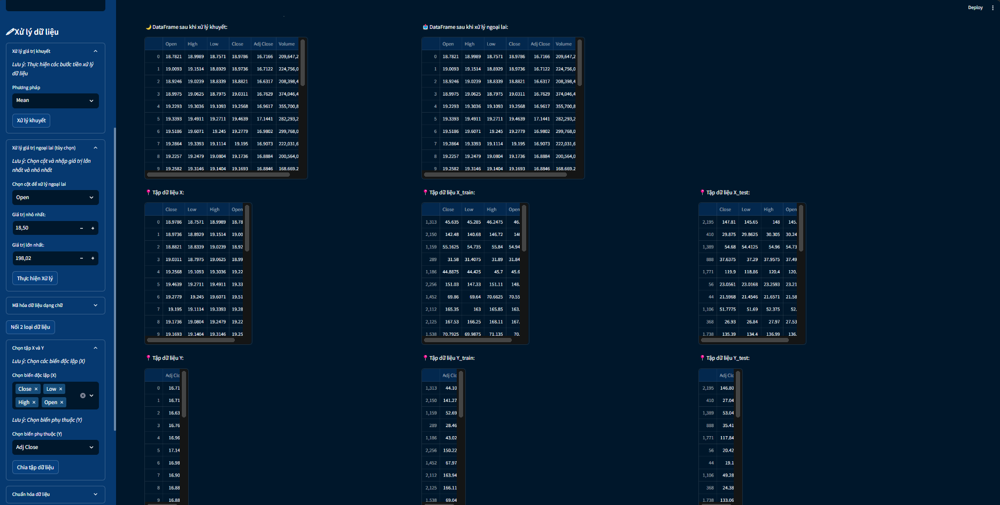 Deploy
Xử lý dữ liệu
Xử lý giá trị khuyết
Lưu ý: Thực hiện các bước tiền xử lý
dữ liệu
Phương pháp
Mean
Xử lý khuyết
Xử lý giá trị ngoại lai (tùy chọn)
Lưu ý: Chọn cột và nhập giá trị lớn
nhất và nhỏ nhất
Chọn cột để xử lý ngoại lai
Open
Giá trị nhỏ nhất:
18,50
Giá trị lớn nhất:
198,02
Thực hiện Xử lý
Mã hóa dữ liệu dạng chữ
Nối 2 loại dữ liệu
Chọn tập X và Y
Lưu ý: Chọn các biến độc lập (X)
Chọn biến độc lập (X)
Close × Low ×
High × Open ×
Lưu ý: Chọn biến phụ thuộc (Y)
Chọn biến phụ thuộc (Y)
Adj Close
Chia tập dữ liệu
Chuẩn hóa dữ liệu
DataFrame sau khi xử lý khuyết:
Open High Low Close Adj Close Volume
0 18.7821 18.9989 18.7571 18.9786 16.7166 209,647,2
1 19.0093 19.1514 18.8929 18.9736 16.7122 224,756,0
2 18.9246 19.0239 18.8339 18.8821 16.6317 208,398,4
3 18.9975 19.0625 18.7975 19.0311 16.7629 374,046,4
4 19.2293 19.3036 19.1093 19.2568 16.9617 355,700,8
5 19.3393 19.4911 19.2711 19.4639 17.1441 282,293,2
6 19.5186 19.6071 19.245 19.2779 16.9802 299,768,0
7 19.2864 19.3393 19.1114 19.195 16.9073 222,031,6
8 19.2257 19.2479 19.0804 19.1736 16.8884 200,564,0
9 19.2582 19.3146 19.1404 19.1693 16.8846 168,669,2
DataFrame sau khi xử lý ngoại lai:
Open High Low Close Adj Close Volume
0 18.7821 18.9989 18.7571 18.9786 16.7166 209,647,2
1 19.0093 19.1514 18.8929 18.9736 16.7122 224,756,0
2 18.9246 19.0239 18.8339 18.8821 16.6317 208,398,4
3 18.9975 19.0625 18.7975 19.0311 16.7629 374,046,4
4 19.2293 19.3036 19.1093 19.2568 16.9617 355,700,8
5 19.3393 19.4911 19.2711 19.4639 17.1441 282,293,2
6 19.5186 19.6071 19.245 19.2779 16.9802 299,768,0
7 19.2864 19.3393 19.1114 19.195 16.9073 222,031,6
8 19.2257 19.2479 19.0804 19.1736 16.8884 200,564,0
9 19.2582 19.3146 19.1404 19.1693 16.8846 168,669,2
Tập dữ liệu X:
Close Low High Open
0 18.9786 18.7571 18.9989 18.78
1 18.9736 18.8929 19.1514 19.00
2 18.8821 18.8339 19.0239 18.92
3 19.0311 18.7975 19.0625 18.99
4 19.2568 19.1093 19.3036 19.22
5 19.4639 19.2711 19.4911 19.33
6 19.2779 19.245 19.6071 19.51
7 19.195 19.1114 19.3393 19.28
8 19.1736 19.0804 19.2479 19.22
9 19.1693 19.1404 19.3146 19.25
Tập dữ liệu X_train:
Close Low High Open
1,313 45.635 45.285 46.2475 46.
2,150 142.48 140.68 146.72 146
1,159 55.1625 54.735 55.84 54.94
289 31.58 31.4075 31.89 31.84
1,186 44.8875 44.425 45.7 45.6
2,256 151.03 147.33 151.11 148.
1,452 69.86 69.64 70.6625 70.55
2,112 165.35 163 165.85 163.
2,125 167.53 166.25 168.11 167.
1,538 70.7925 69.9875 71.135 70.
Tập dữ liệu X_test:
Close Low High Open
2,195 147.81 145.65 148 145.
410 29.875 29.8625 30.305 30.24
1,389 54.68 54.4125 54.96 54.73
888 37.6375 37.29 37.9575 37.49
1,771 119.9 118.86 120.4 120.
56 23.0561 23.0168 23.2593 23.21
44 21.5968 21.4546 21.6571 21.58
1,106 51.7775 51.69 52.375 52.
368 26.93 26.84 27.97 27.53
1,738 135.39 134.4 136.99 136.
Tập dữ liệu Y:
Adj Clo
0 16.71
1 16.71
2 16.63
3 16.76
4 16.96
5 17.14
6 16.98
7 16.90
8 16.88
9 16.88
Tập dữ liệu Y_train:
Adj Clo
1,313 44.10
2,150 141.27
1,159 52.69
289 28.46
1,186 43.02
2,256 150.22
1,452 67.97
2,112 163.94
2,125 166.11
1,538 69.04
Tập dữ liệu Y_test:
Adj Clo
2,195 146.80
410 27.04
1,389 53.04
888 35.41
1,771 117.84
56 20.42
44 19.1
1,106 49.28
368 24.38
1,738 133.06